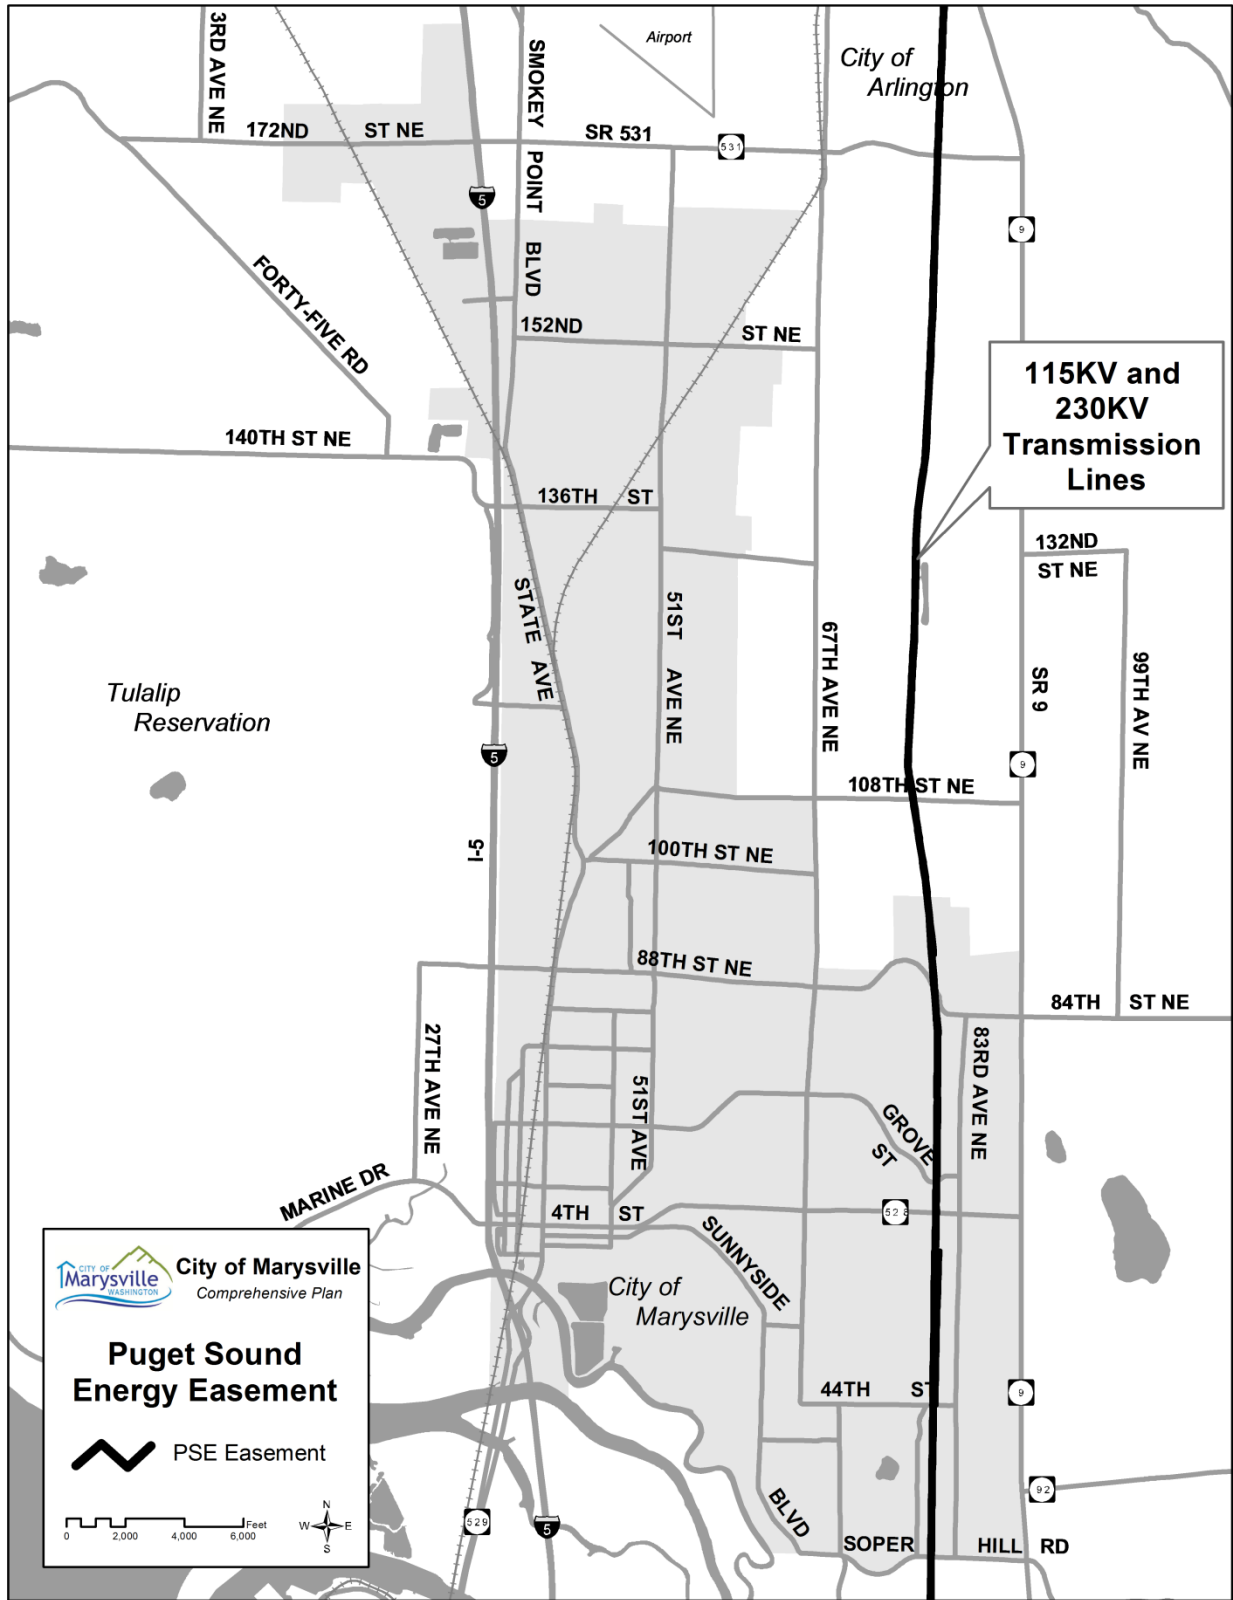 3RD AVE NE
SMOKEY POINT BLVD
Airport
City of
Arlington
172ND ST NE
SR 531
531
5
9
FORTY-FIVE RD
152ND ST NE
115KV and
230KV
Transmission
Lines
140TH ST NE
136TH ST
132ND
ST NE
STATE AVE
51ST AVE NE
67TH AVE NE
SR 9
99TH AV NE
Tulalip
Reservation
5
9
108TH ST NE
I-5
100TH ST NE
88TH ST NE
84TH ST NE
27TH AVE NE
51ST AVE
83RD AVE NE
GROVE
ST
MARINE DR
4TH ST
528
SUNNYSIDE
City of
Marysville
CITY OF
Marysville
WASHINGTON
City of Marysville
Comprehensive Plan
Puget Sound
Energy Easement
PSE Easement
0 2,000 4,000 6,000 Feet
N
W E
S
44TH ST
9
92
BLVD
529
5
SOPER HILL RD